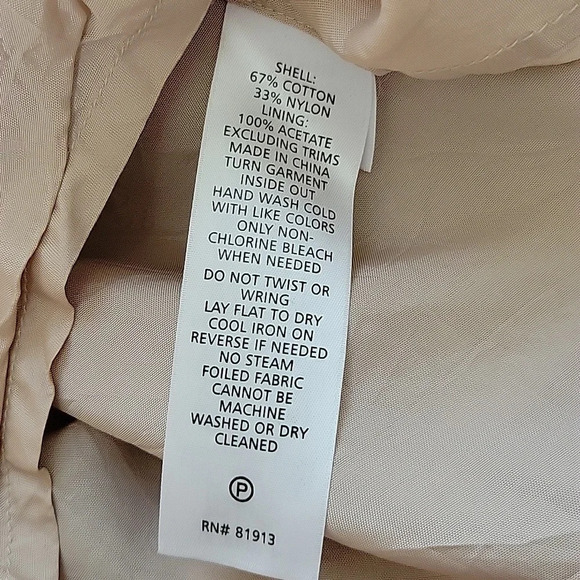 SHELL:
67% COTTON
33% NYLON
LINING:
100% ACETATE
EXCLUDING TRIMS
MADE IN CHINA
TURN GARMENT
INSIDE OUT
HAND WASH COLD
WITH LIKE COLORS
ONLY NON-
CHLORINE BLEACH
WHEN NEEDED
DO NOT TWIST OR
WRING
LAY FLAT TO DRY
COOL IRON ON
REVERSE IF NEEDED
NO STEAM
FOILED FABRIC
CANNOT BE
MACHINE
WASHED OR DRY
CLEANED
P
RN# 81913